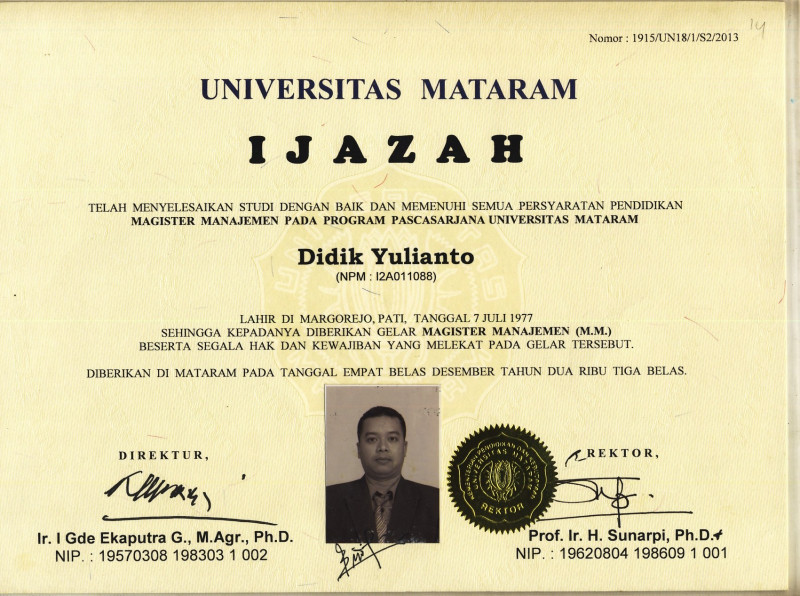 Nomor : 1915/UN18/1/S2/2013
14
UNIVERSITAS MATARAM
IJAZAH
TELAH MENYELESAIKAN STUDI DENGAN BAIK DAN MEMENUHI SEMUA PERSYARATAN PENDIDIKAN
MAGISTER MANAJEMEN PADA PROGRAM PASCASARJANA UNIVERSITAS MATARAM
Didik Yulianto
(NPM : I2A011088)
LAHIR DI MARGOREJO, PATI, TANGGAL 7 JULI 1977
SEHINGGA KEPADANYA DIBERIKAN GELAR MAGISTER MANAJEMEN (M.M.)
BESERTA SEGALA HAK DAN KEWAJIBAN YANG MELEKAT PADA GELAR TERSEBUT.
DIBERIKAN DI MATARAM PADA TANGGAL EMPAT BELAS DESEMBER TAHUN DUA RIBU TIGA BELAS.
DIREKTUR,
Ir. I Gde Ekaputra G., M.Agr., Ph.D.
NIP. : 19570308 198303 1 002
UNIVERSITAS MATARAM
REKTOR
REKTOR,
Prof. Ir. H. Sunarpi, Ph.D.
NIP. : 19620804 198609 1 001